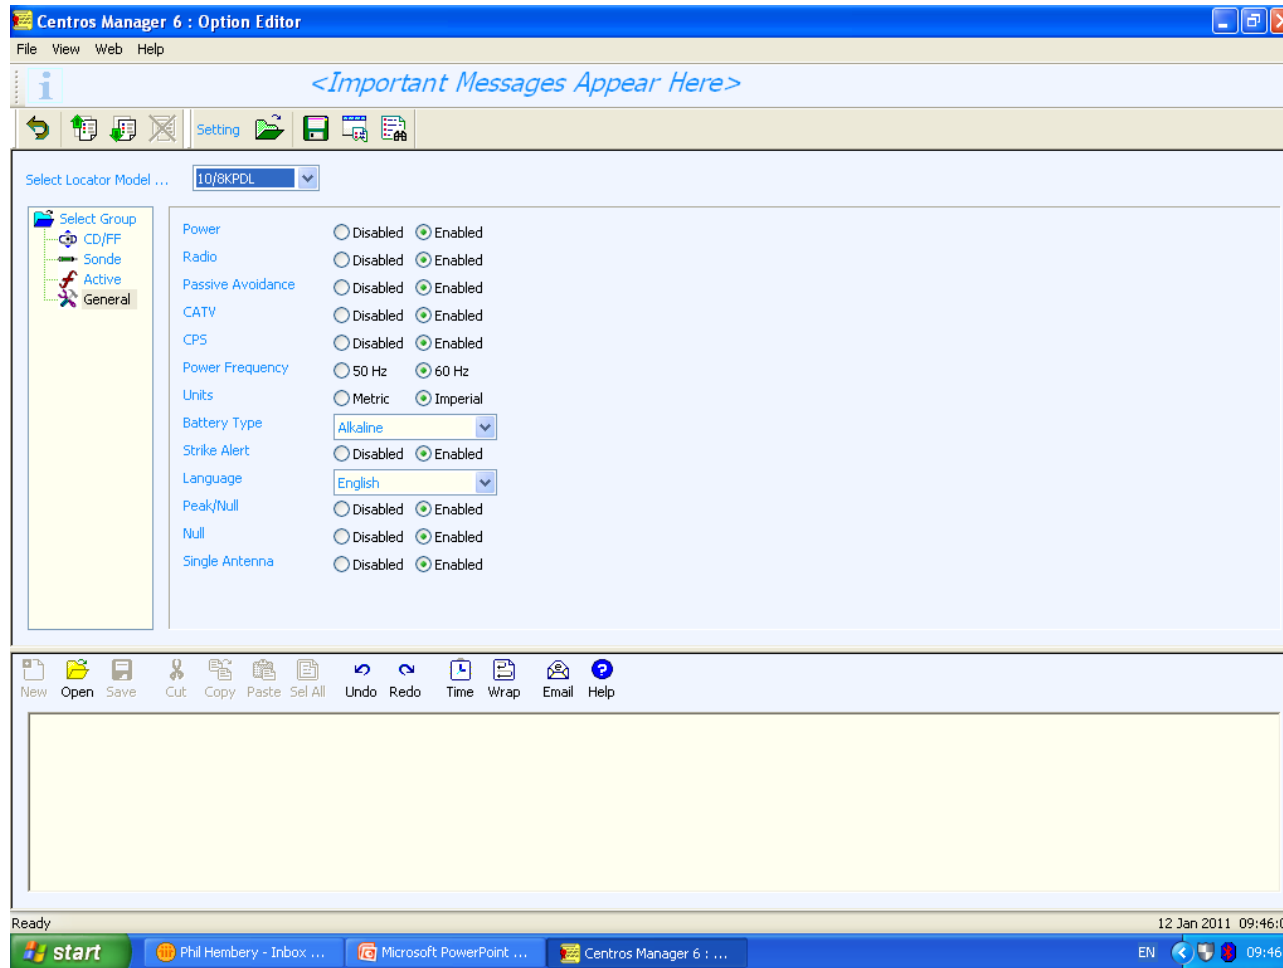 Centros Manager 6 : Option Editor
File View Web Help
<Important Messages Appear Here>
Setting
Select Locator Model ... 10/8KPDL
Select Group
CD/FF
Sonde
Active
General
Power Disabled Enabled
Radio Disabled Enabled
Passive Avoidance Disabled Enabled
CATV Disabled Enabled
CPS Disabled Enabled
Power Frequency 50 Hz 60 Hz
Units Metric Imperial
Battery Type Alkaline
Strike Alert Disabled Enabled
Language English
Peak/Null Disabled Enabled
Null Disabled Enabled
Single Antenna Disabled Enabled
New Open Save Cut Copy Paste Sel All Undo Redo Time Wrap Email Help
Ready 12 Jan 2011 09:46:0
start Phil Hembery - Inbox ... Microsoft PowerPoint ... Centros Manager 6 : ... EN 09:46